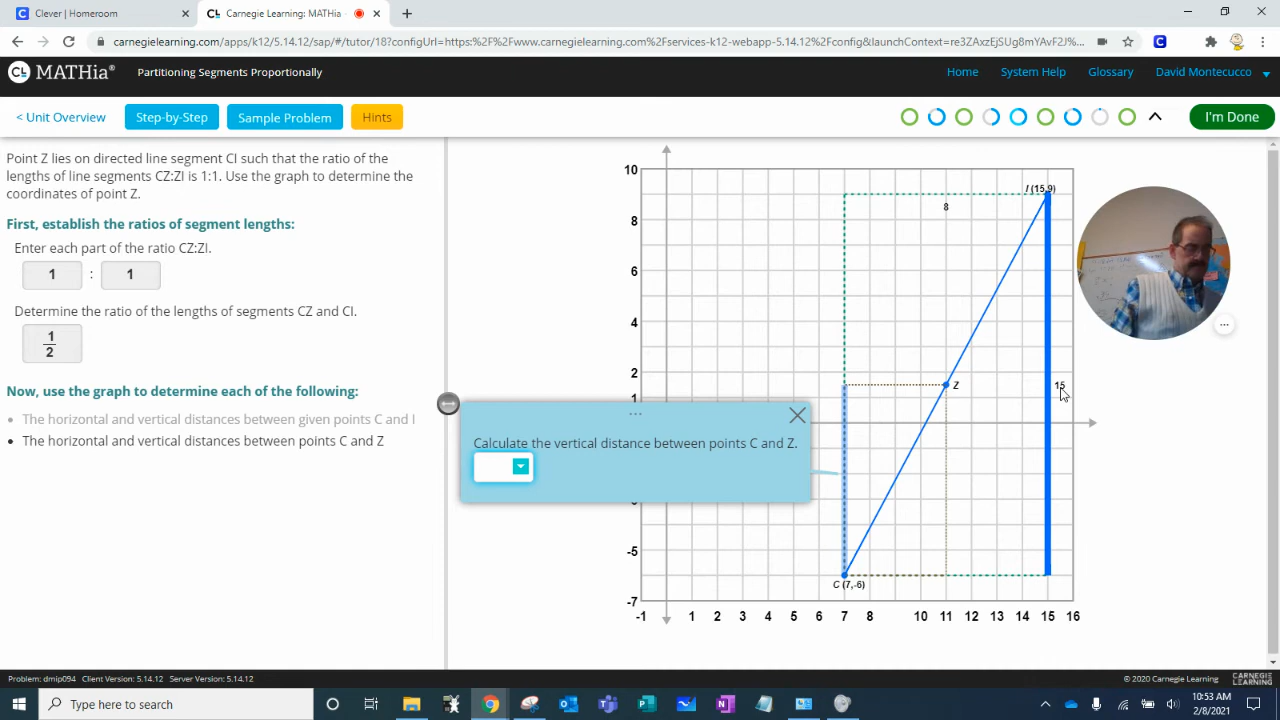 Clever | Homeroom
Carnegie Learning: MATHia
carnegielearning.com/apps/k12/5.14.12/sap/#/tutor/18?configUrl=https:%2F%2Fwww.carnegielearning.com%2Fservices-k12-webapp-5.14.12%2Fconfig&launchContext=re3ZAxzEjSUg8mYAvF2J%...
CL MATHia®
Partitioning Segments Proportionally
Home System Help Glossary David Montecucco
< Unit Overview Step-by-Step Sample Problem Hints I'm Done
Point Z lies on directed line segment CI such that the ratio of the
lengths of line segments CZ:ZI is 1:1. Use the graph to determine the
coordinates of point Z.
First, establish the ratios of segment lengths:
Enter each part of the ratio CZ:ZI.
1 : 1
Determine the ratio of the lengths of segments CZ and CI.
1
2
Now, use the graph to determine each of the following:
• The horizontal and vertical distances between given points C and I
• The horizontal and vertical distances between points C and Z
10
I (15,9)
8
8
6
4
2
Z
15
1
Calculate the vertical distance between points C and Z.
-5
C (7,-6)
-7
-1 1 2 3 4 5 6 7 8 10 11 12 13 14 15 16
Problem: dmip094 Client Version: 5.14.12 Server Version: 5.14.12
© 2020 Carnegie Learning
CARNEGIE
LEARNING
Type here to search
10:53 AM
2/8/2021